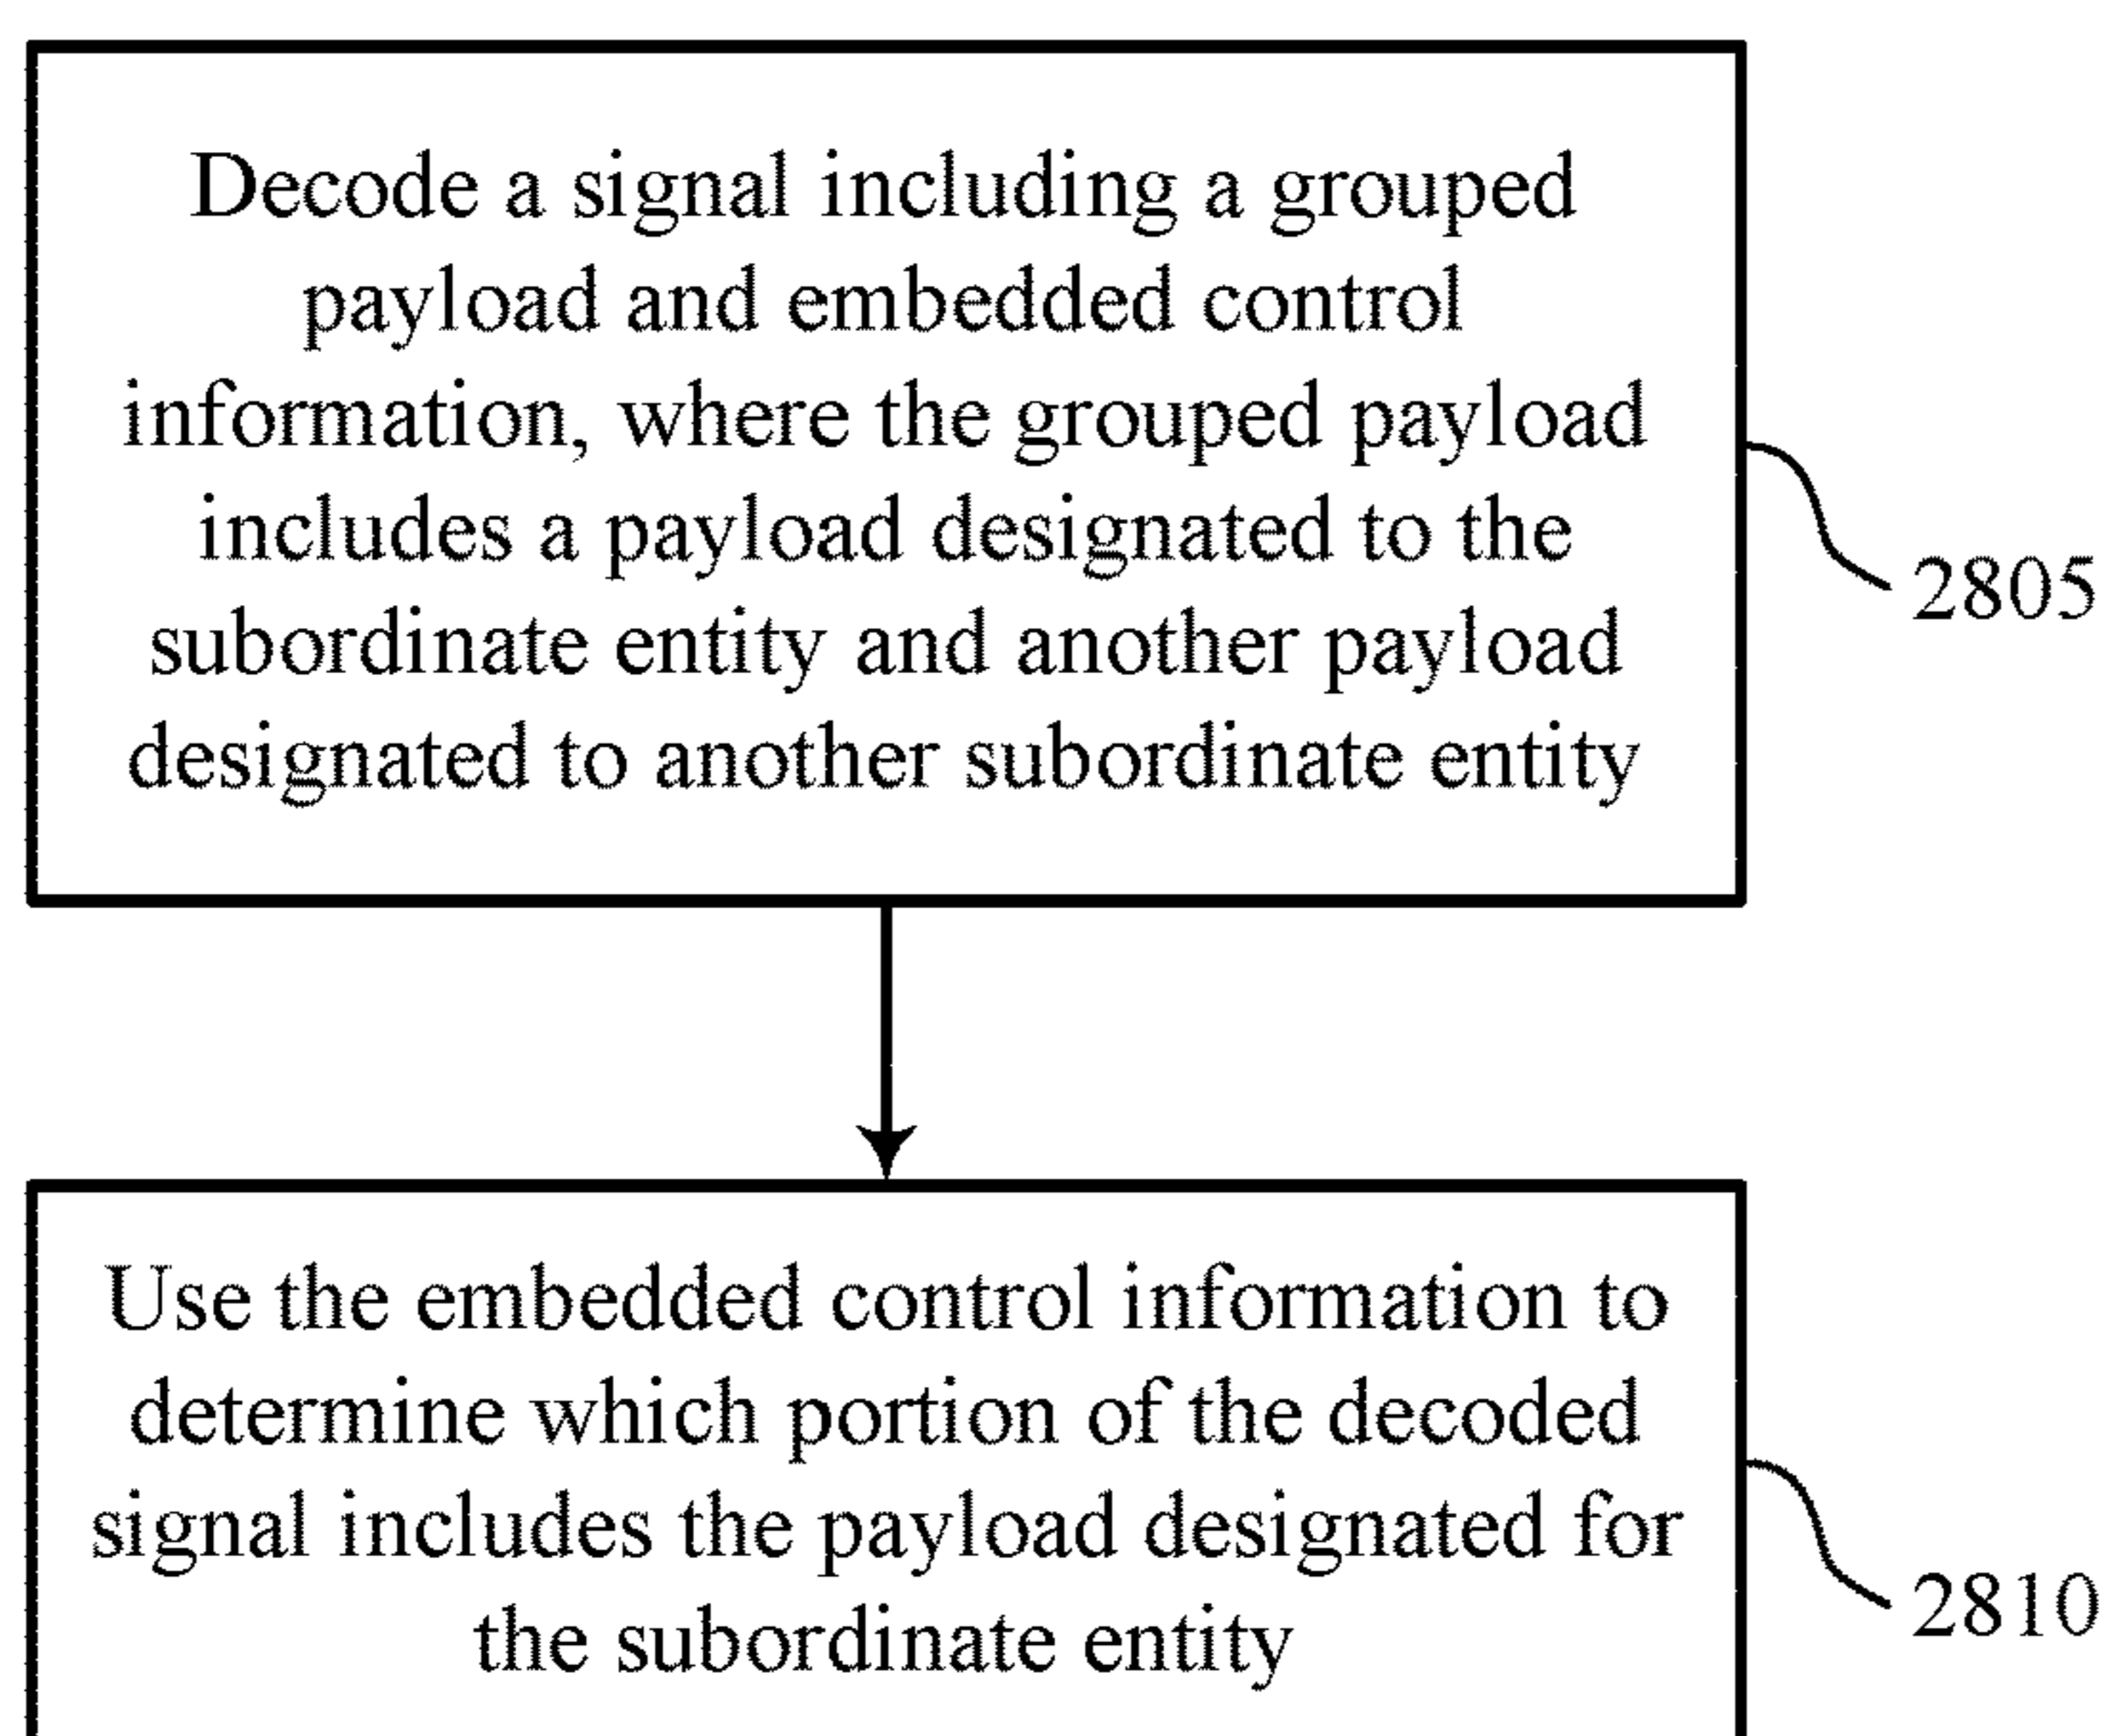 Decode a signal including a grouped
payload and embedded control
information, where the grouped payload
includes a payload designated to the
subordinate entity and another payload
designated to another subordinate entity
2805
Use the embedded control information to
determine which portion of the decoded
signal includes the payload designated for
the subordinate entity
2810